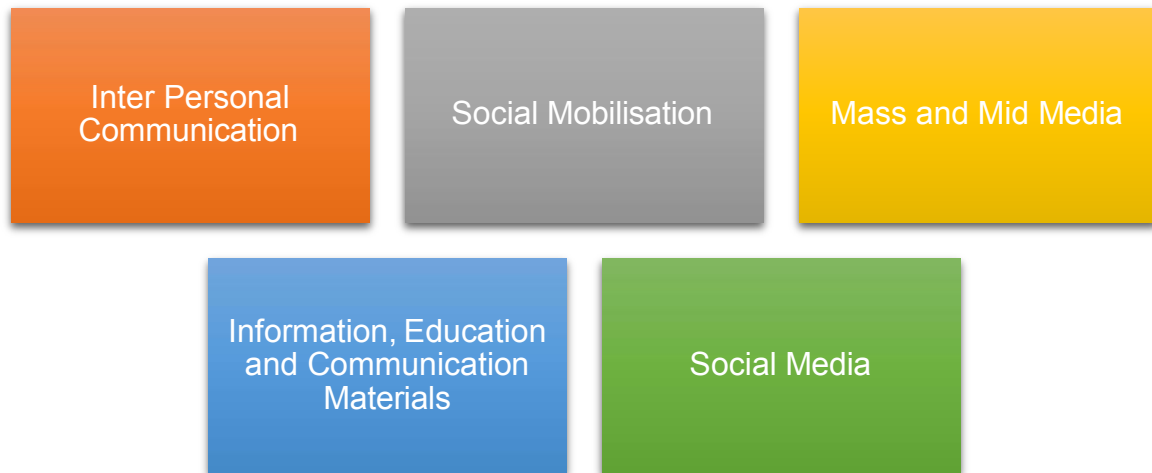 Inter Personal
Communication
Social Mobilisation
Mass and Mid Media
Information, Education
and Communication
Materials
Social Media